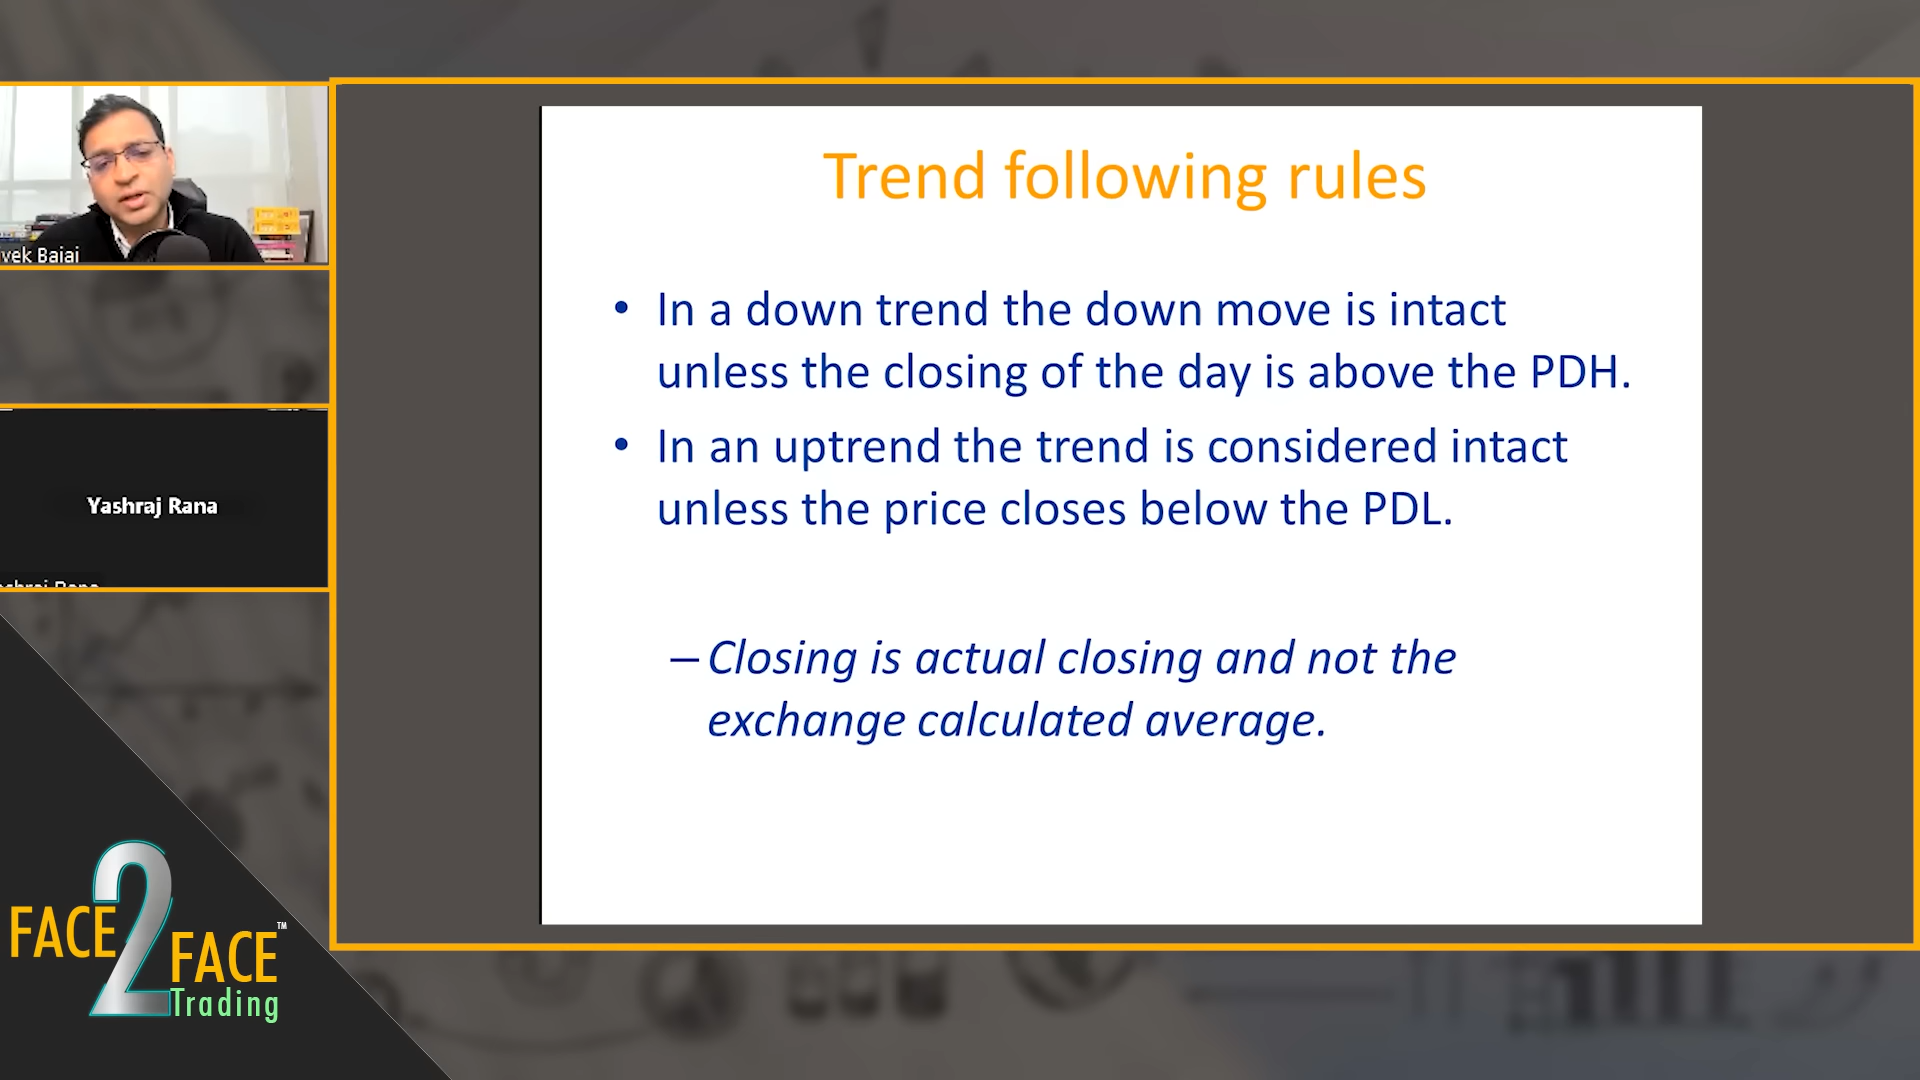 vek Bajaj
Yashraj Rana
FACE 2 FACE™
Trading
Trend following rules
• In a down trend the down move is intact
unless the closing of the day is above the PDH.
• In an uptrend the trend is considered intact
unless the price closes below the PDL.
– Closing is actual closing and not the
exchange calculated average.